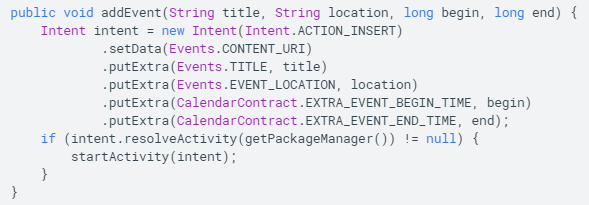 public void addEvent(String title, String location, long begin, long end) {
    Intent intent = new Intent(Intent.ACTION_INSERT)
            .setData(Events.CONTENT_URI)
            .putExtra(Events.TITLE, title)
            .putExtra(Events.EVENT_LOCATION, location)
            .putExtra(CalendarContract.EXTRA_EVENT_BEGIN_TIME, begin)
            .putExtra(CalendarContract.EXTRA_EVENT_END_TIME, end);
    if (intent.resolveActivity(getPackageManager()) != null) {
        startActivity(intent);
    }
}